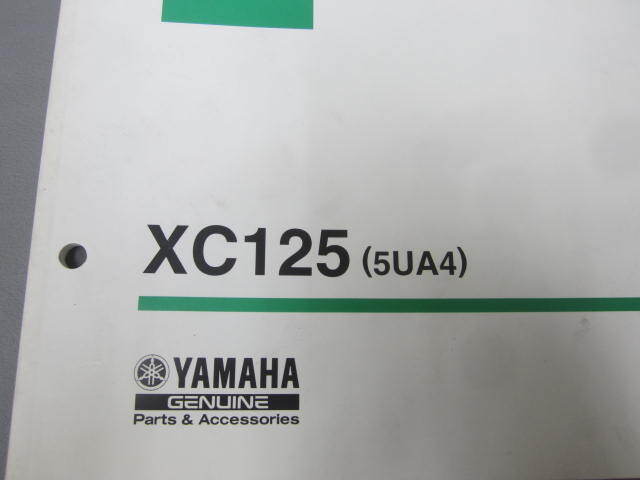 XC125 (5UA4)
YAMAHA
GENUINE
Parts & Accessories